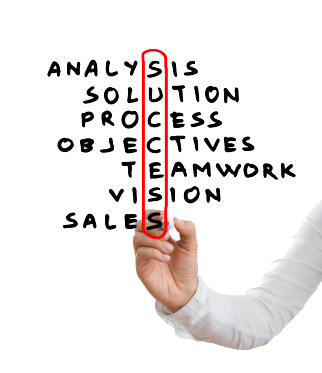 ANALYSIS
SOLUTION
PROCESS
OBJECTIVES
TEAMWORK
VISION
SALES